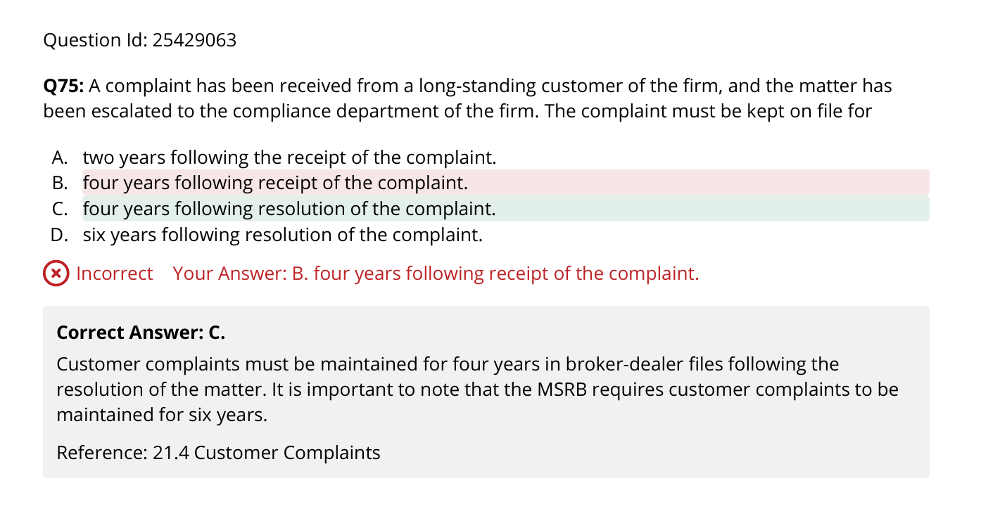 Question Id: 25429063
Q75: A complaint has been received from a long-standing customer of the firm, and the matter has
been escalated to the compliance department of the firm. The complaint must be kept on file for
A. two years following the receipt of the complaint.
B. four years following receipt of the complaint.
C. four years following resolution of the complaint.
D. six years following resolution of the complaint.
Incorrect Your Answer: B. four years following receipt of the complaint.
Correct Answer: C.
Customer complaints must be maintained for four years in broker-dealer files following the
resolution of the matter. It is important to note that the MSRB requires customer complaints to be
maintained for six years.
Reference: 21.4 Customer Complaints